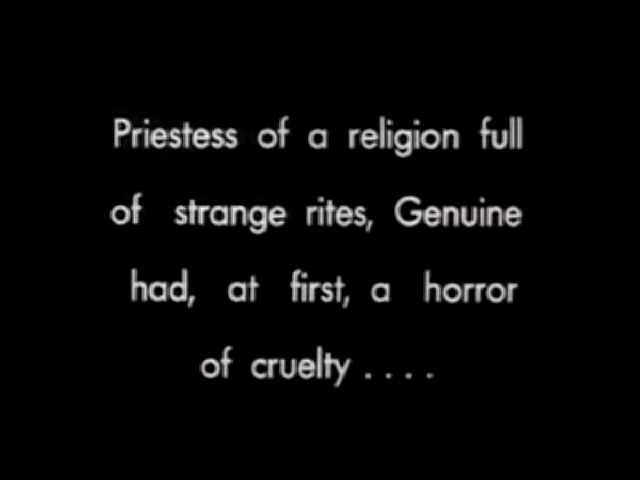 Priestess of a religion full
of strange rites, Genuine
had, at first, a horror
of cruelty . . . .